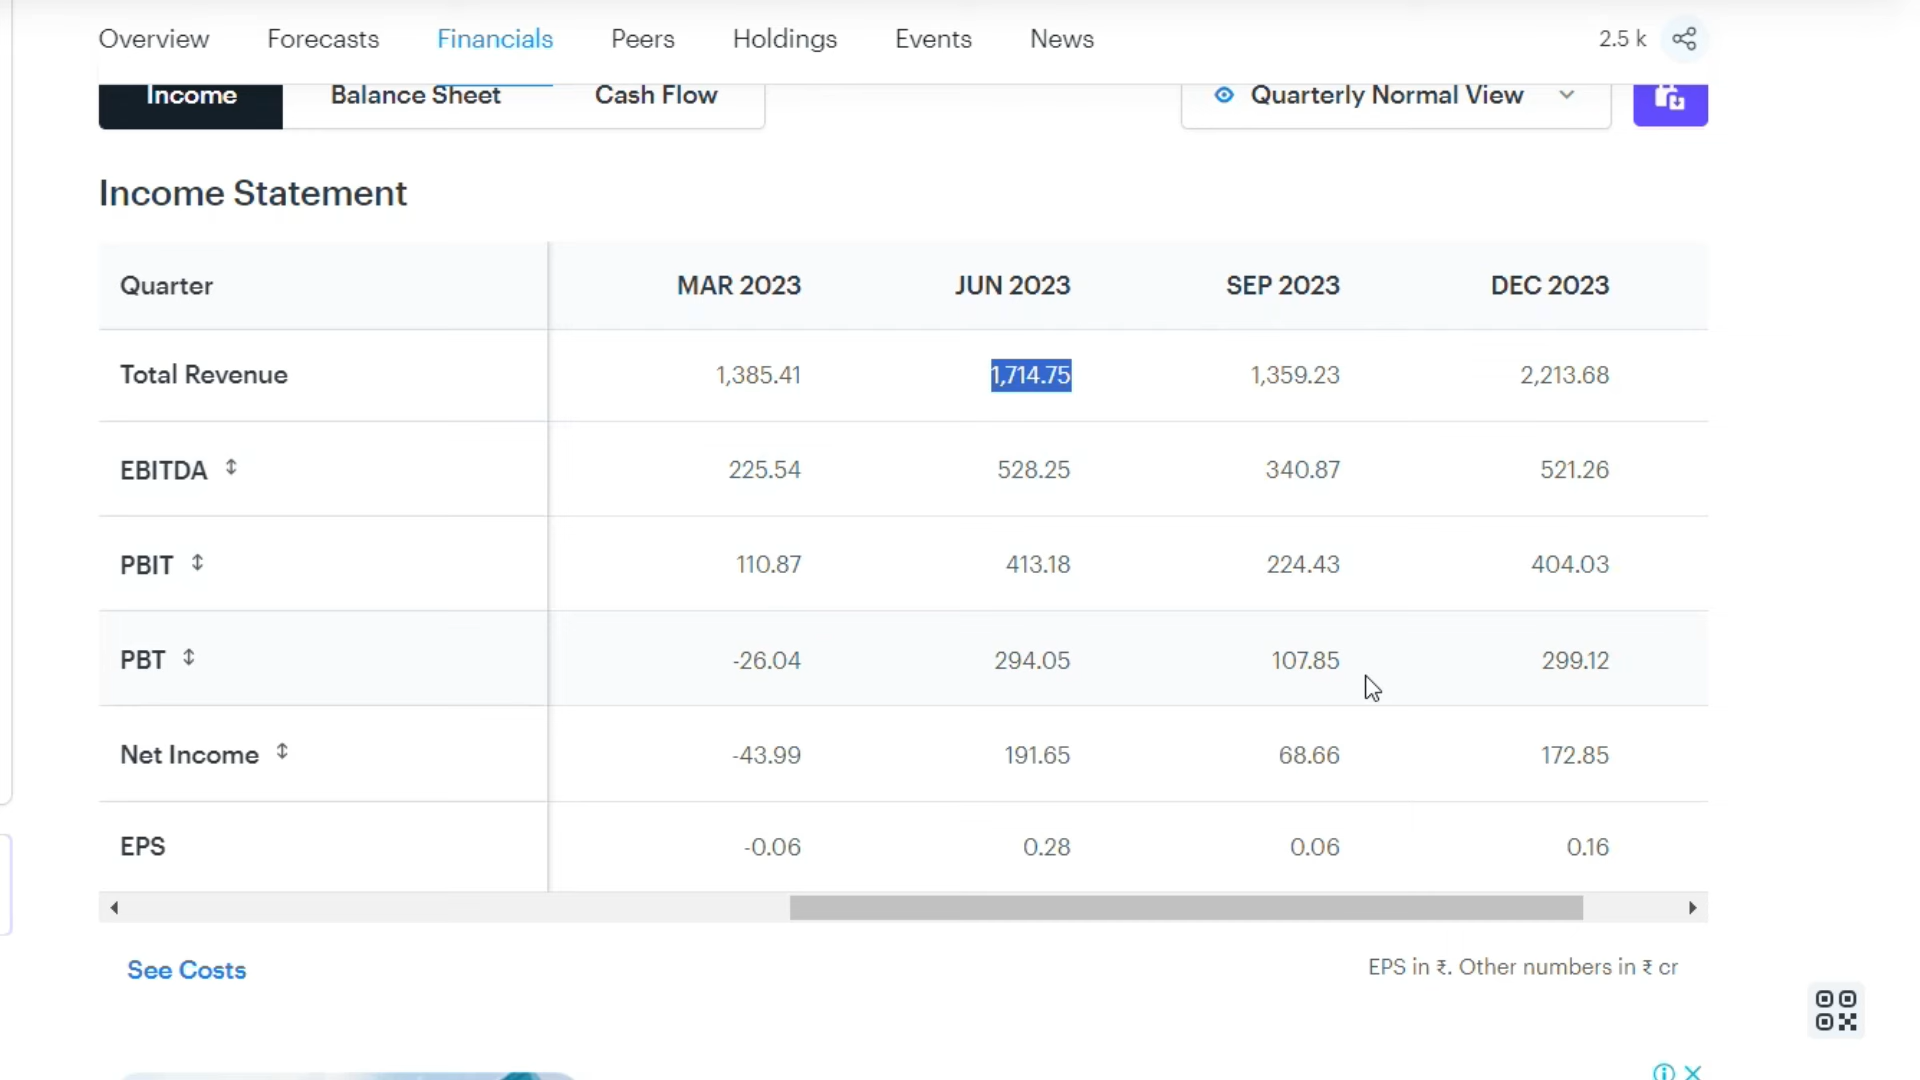 Overview Forecasts Financials Peers Holdings Events News 2.5 k
Income Balance Sheet Cash Flow Quarterly Normal View
Income Statement
Quarter MAR 2023 JUN 2023 SEP 2023 DEC 2023
Total Revenue 1,385.41 1,714.75 1,359.23 2,213.68
EBITDA 225.54 528.25 340.87 521.26
PBIT 110.87 413.18 224.43 404.03
PBT -26.04 294.05 107.85 299.12
Net Income -43.99 191.65 68.66 172.85
EPS -0.06 0.28 0.06 0.16
See Costs EPS in ₹. Other numbers in ₹ cr